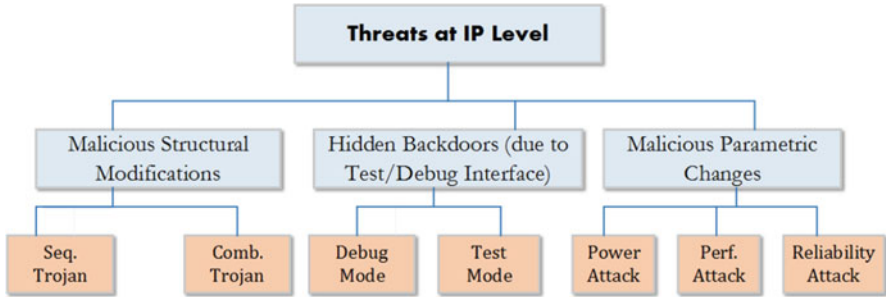 Threats at IP Level
Malicious Structural
Modifications
Hidden Backdoors (due to
Test/Debug Interface)
Malicious Parametric
Changes
Seq.
Trojan
Comb.
Trojan
Debug
Mode
Test
Mode
Power
Attack
Perf.
Attack
Reliability
Attack